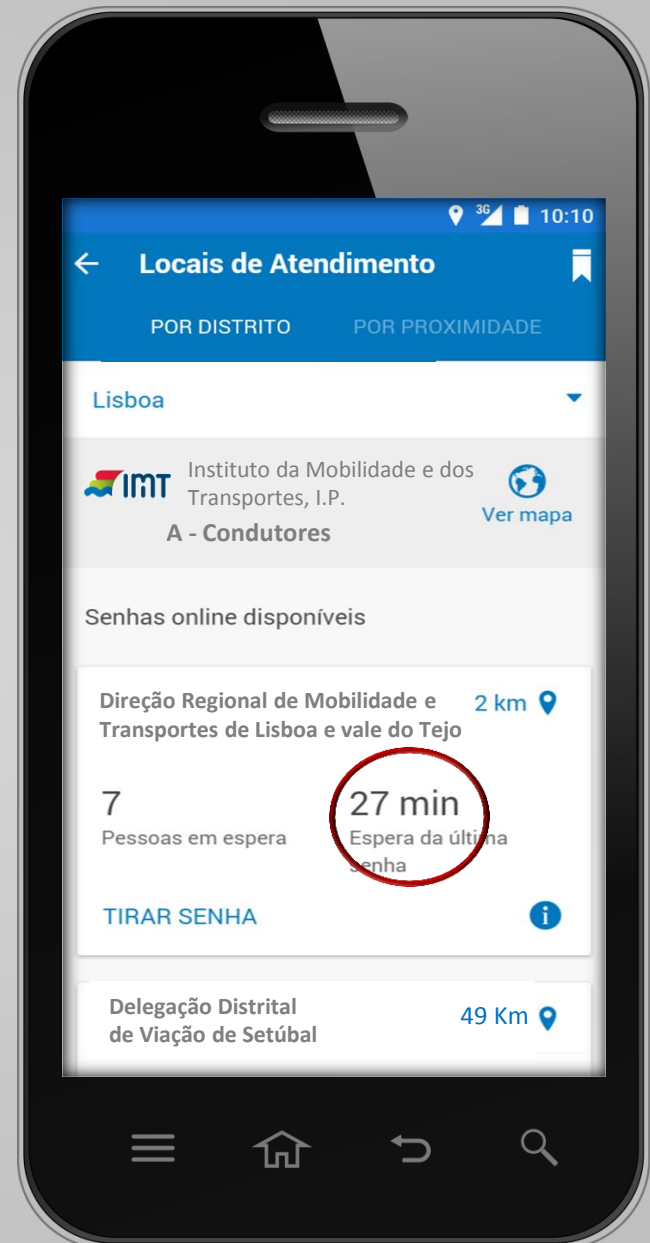 3G 10:10
Locais de Atendimento
POR DISTRITO POR PROXIMIDADE
Lisboa
IMT Instituto da Mobilidade e dos
Transportes, I.P.
Ver mapa
A - Condutores
Senhas online disponíveis
Direção Regional de Mobilidade e 2 km
Transportes de Lisboa e vale do Tejo
7 27 min
Pessoas em espera Espera da última
senha
TIRAR SENHA i
Delegação Distrital 49 Km
de Viação de Setúbal